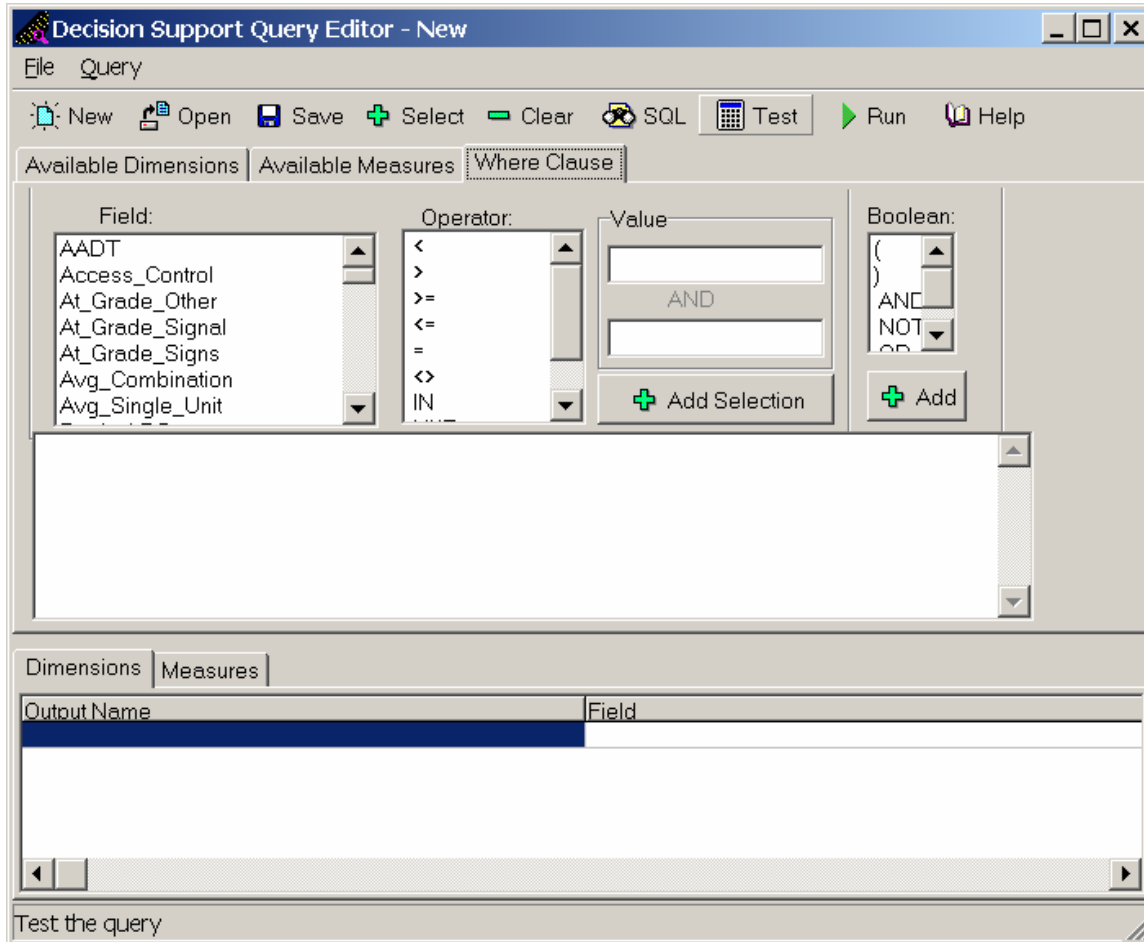 Decision Support Query Editor - New
File Query
New Open Save Select Clear SQL Test Run Help
Available Dimensions Available Measures Where Clause
Field: Operator: Value Boolean:
AADT
Access_Control
At_Grade_Other
At_Grade_Signal
At_Grade_Signs
Avg_Combination
Avg_Single_Unit
<
>
>=
<=
=
<>
IN
AND
Add Selection
(
)
AND
NOT
OR
Add
Dimensions Measures
Output Name Field
Test the query